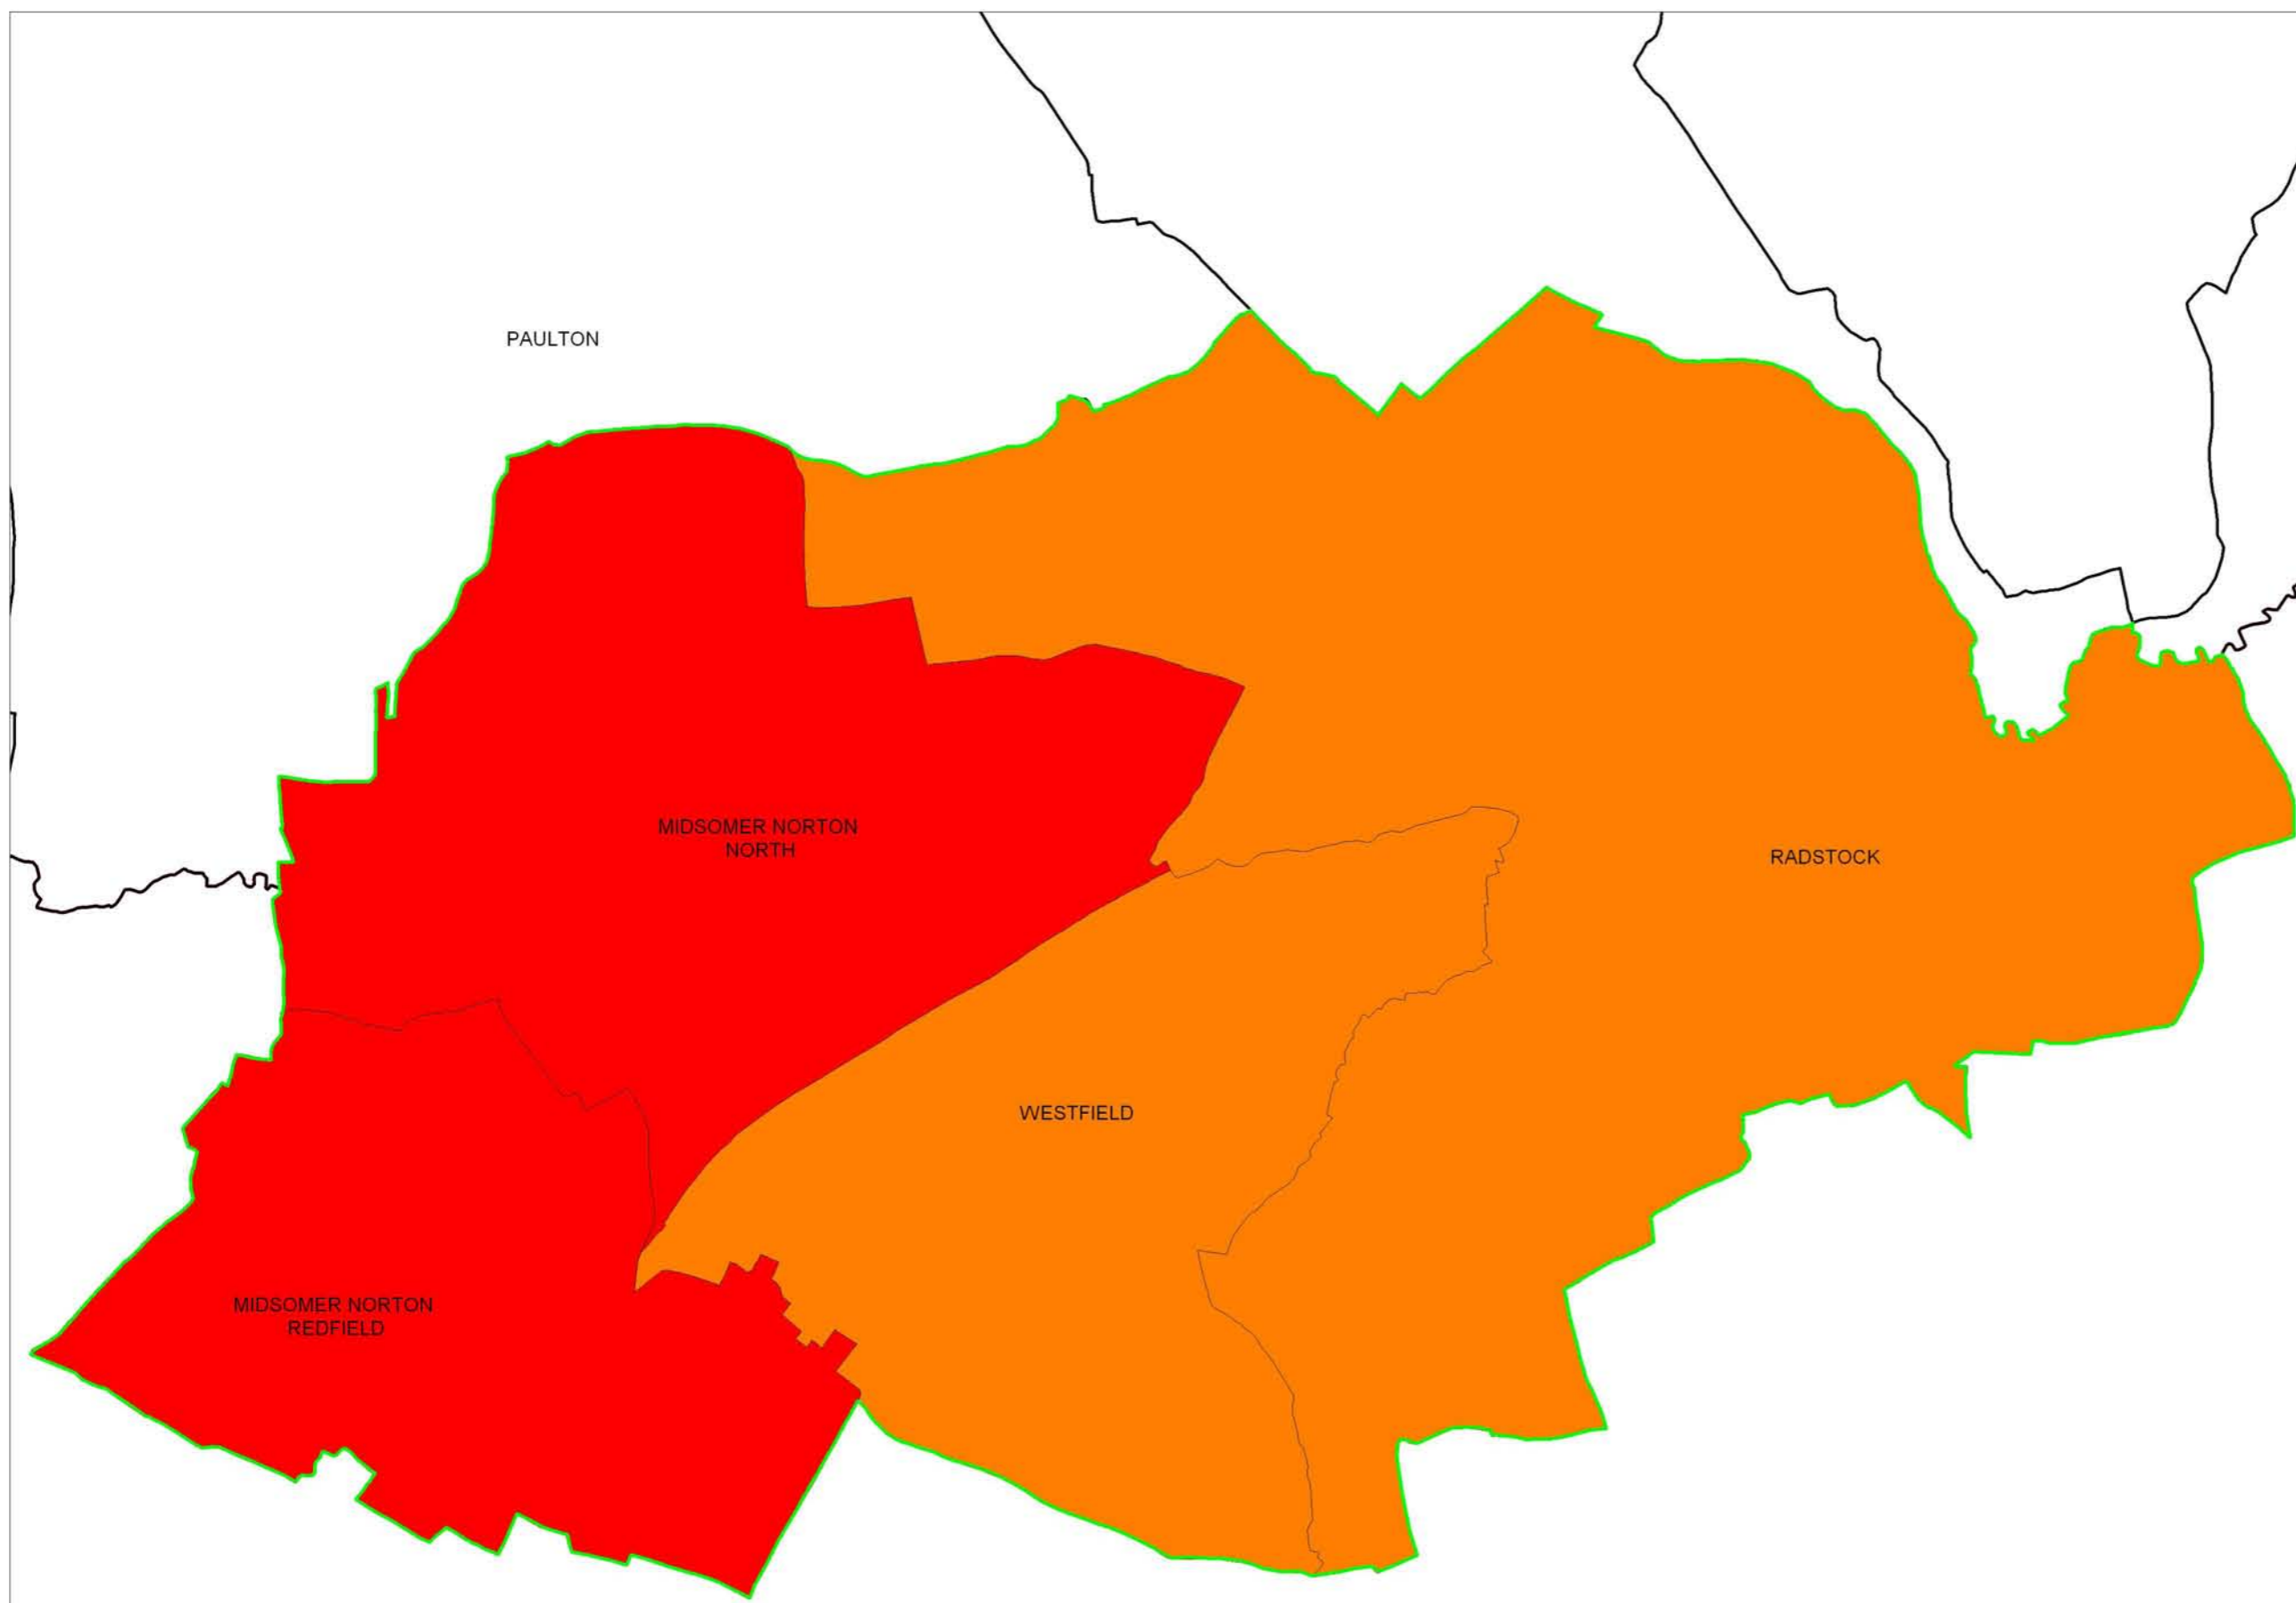 PAULTON
MIDSOMER NORTON
NORTH
RADSTOCK
WESTFIELD
MIDSOMER NORTON
REDFIELD